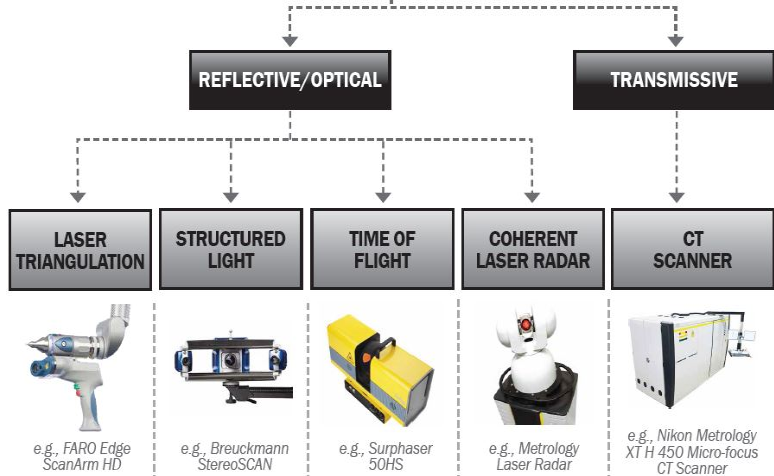 REFLECTIVE/OPTICAL
TRANSMISSIVE
LASER
TRIANGULATION
STRUCTURED
LIGHT
TIME OF
FLIGHT
COHERENT
LASER RADAR
CT
SCANNER
e.g., FARO Edge
ScanArm HD
e.g., Breuckmann
StereoSCAN
e.g., Surphaser
50HS
e.g., Metrology
Laser Radar
e.g., Nikon Metrology
XT H 450 Micro-focus
CT Scanner